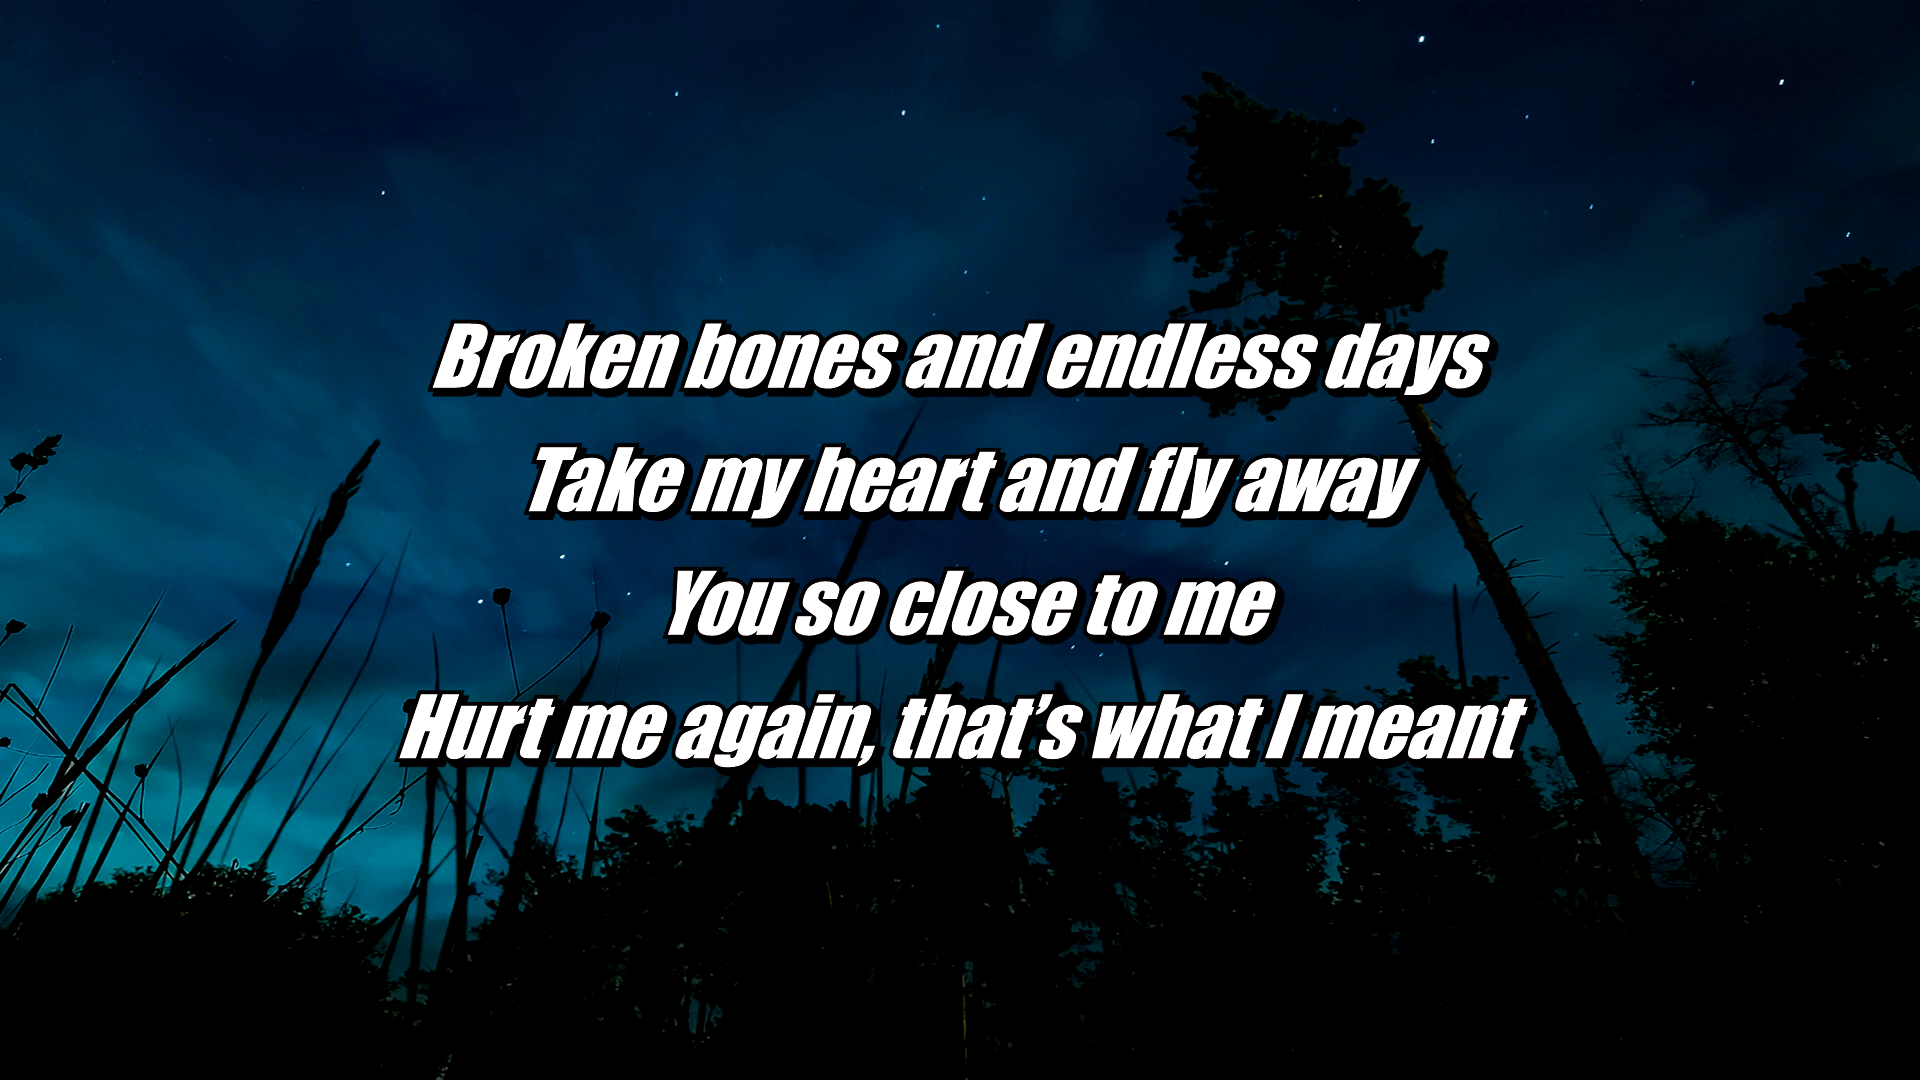 Broken bones and endless days
Take my heart and fly away
You so close to me
Hurt me again, that’s what I meant